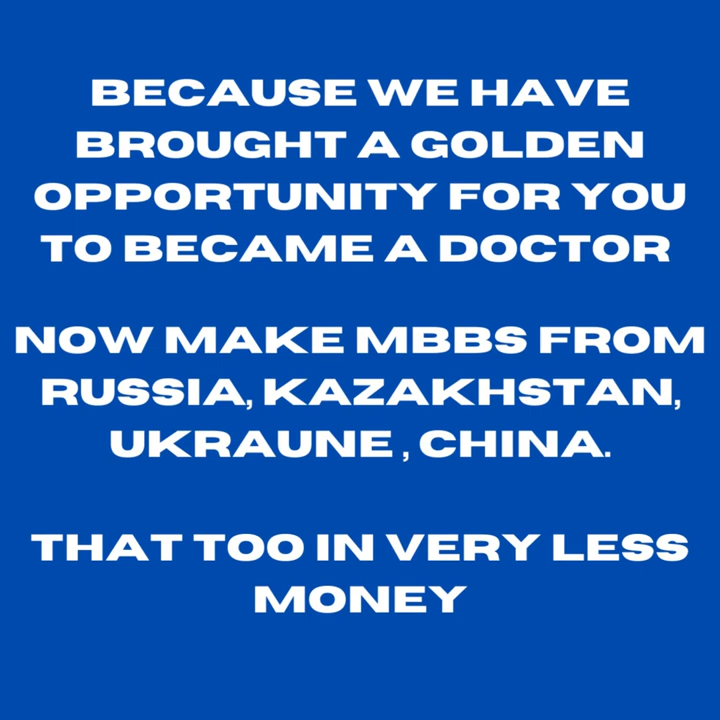 BECAUSE WE HAVE
BROUGHT A GOLDEN
OPPORTUNITY FOR YOU
TO BECAME A DOCTOR
NOW MAKE MBBS FROM
RUSSIA, KAZAKHSTAN,
UKRAUNE , CHINA.
THAT TOO IN VERY LESS
MONEY